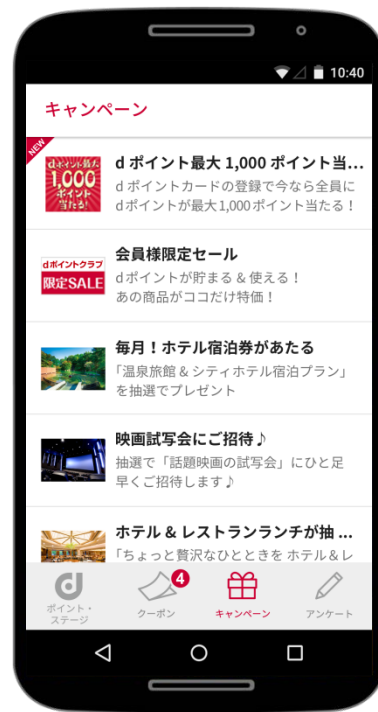 10:40
キャンペーン
NEW
dポイント最大
1,000
ポイント
当たる!
d ポイント最大 1,000 ポイント当...
d ポイントカードの登録で今なら全員に
dポイントが最大1,000ポイント当たる！
dポイントクラブ
限定SALE
会員様限定セール
dポイントが貯まる & 使える！
あの商品がココだけ特価！
毎月！ホテル宿泊券があたる
「温泉旅館 & シティホテル宿泊プラン」
を抽選でプレゼント
映画試写会にご招待♪
抽選で「話題映画の試写会」にひと足
早くご招待します♪
ホテル & レストランランチが抽 ...
「ちょっと贅沢なひとときを ホテル＆レ
d
ポイント・
ステージ
4
クーポン
キャンペーン
アンケート